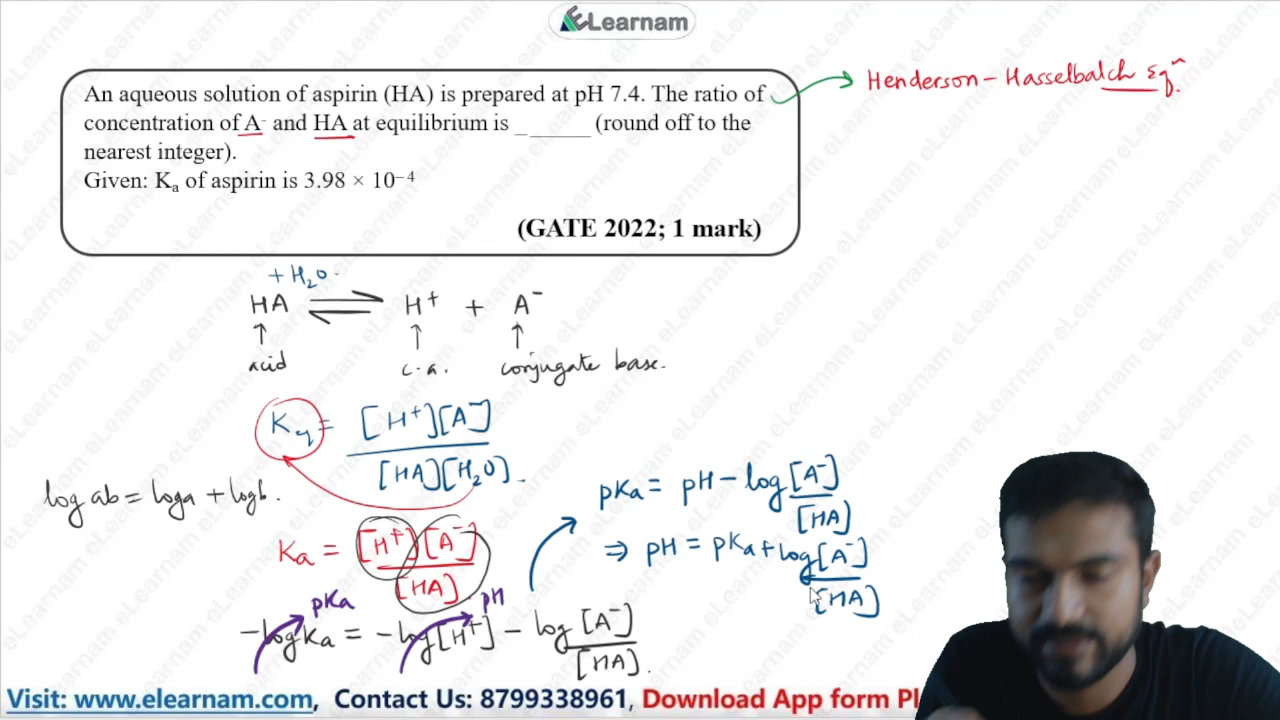 eLearnam
An aqueous solution of aspirin (HA) is prepared at pH 7.4. The ratio of
concentration of A⁻ and HA at equilibrium is _ ______ (round off to the
nearest integer).
Given: Kₐ of aspirin is 3.98 × 10⁻⁴
(GATE 2022; 1 mark)
Henderson - Hasselbalch Eqⁿ.
+ H₂O.
HA ⇌ H⁺ + A⁻
↑ ↑ ↑
acid c.a. conjugate base.
K_eq = [H⁺][A⁻] / [HA][H₂O].
log ab = log a + log b.
Kₐ = [H⁺][A⁻] / [HA]
pKₐ pH
-log Kₐ = -log[H⁺] - log [A⁻] / [HA].
pKₐ = pH - log [A⁻] / [HA]
⇒ pH = pKₐ + log [A⁻] / [HA]
Visit: www.elearnam.com, Contact Us: 8799338961, Download App form Pl